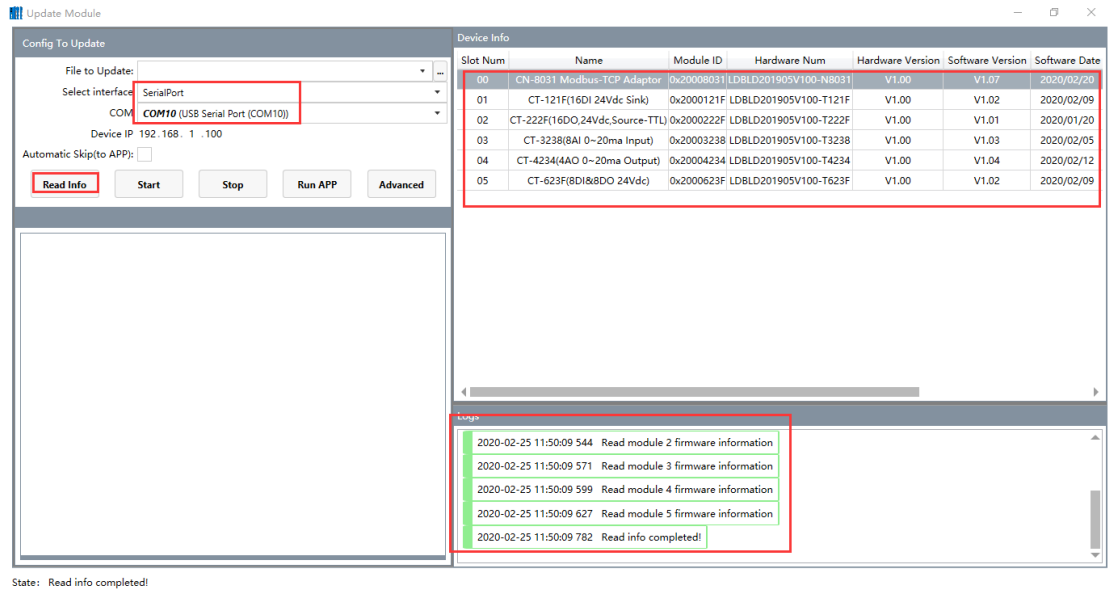 Update Module
Config To Update
File to Update:
...
Select interface SerialPort
COM COM10 (USB Serial Port (COM10))
Device IP 192.168. 1 .100
Automatic Skip(to APP):
Read Info Start Stop Run APP Advanced
Device Info
Slot Num Name Module ID Hardware Num Hardware Version Software Version Software Date
00 CN-8031 Modbus-TCP Adaptor 0x20008031 LDBLD201905V100-N8031 V1.00 V1.07 2020/02/20
01 CT-121F(16DI 24Vdc Sink) 0x2000121F LDBLD201905V100-T121F V1.00 V1.02 2020/02/09
02 CT-222F(16DO,24Vdc,Source-TTL) 0x2000222F LDBLD201905V100-T222F V1.00 V1.01 2020/01/20
03 CT-3238(8AI 0~20ma Input) 0x20003238 LDBLD201905V100-T3238 V1.00 V1.03 2020/02/05
04 CT-4234(4AO 0~20ma Output) 0x20004234 LDBLD201905V100-T4234 V1.00 V1.04 2020/02/12
05 CT-623F(8DI&8DO 24Vdc) 0x2000623F LDBLD201905V100-T623F V1.00 V1.02 2020/02/09
Logs
2020-02-25 11:50:09 544 Read module 2 firmware information
2020-02-25 11:50:09 571 Read module 3 firmware information
2020-02-25 11:50:09 599 Read module 4 firmware information
2020-02-25 11:50:09 627 Read module 5 firmware information
2020-02-25 11:50:09 782 Read info completed!
State: Read info completed!